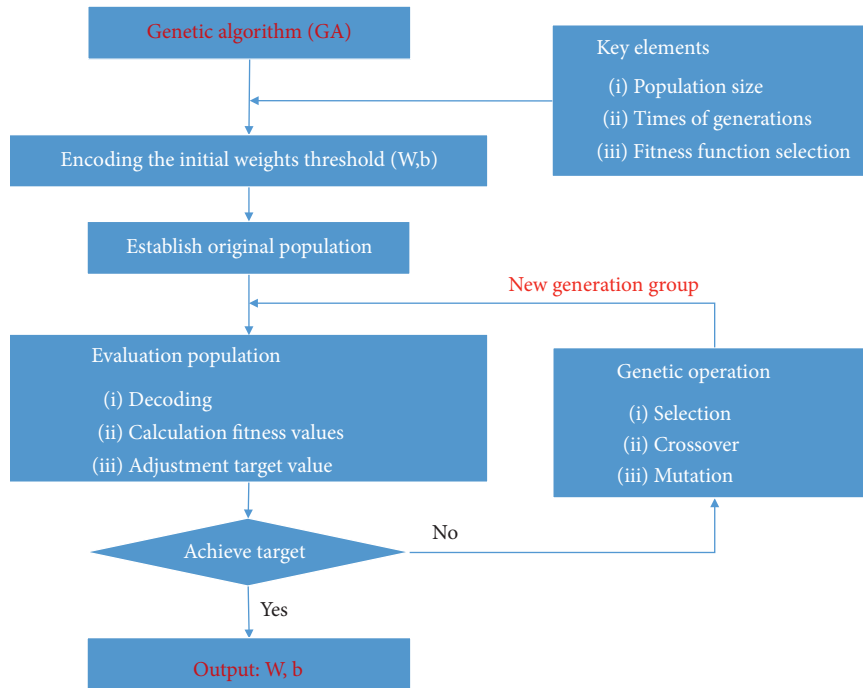 Genetic algorithm (GA)
Key elements
(i) Population size
(ii) Times of generations
(iii) Fitness function selection
Encoding the initial weights threshold (W,b)
Establish original population
New generation group
Evaluation population
(i) Decoding
(ii) Calculation fitness values
(iii) Adjustment target value
Genetic operation
(i) Selection
(ii) Crossover
(iii) Mutation
Achieve target
No
Yes
Output: W, b